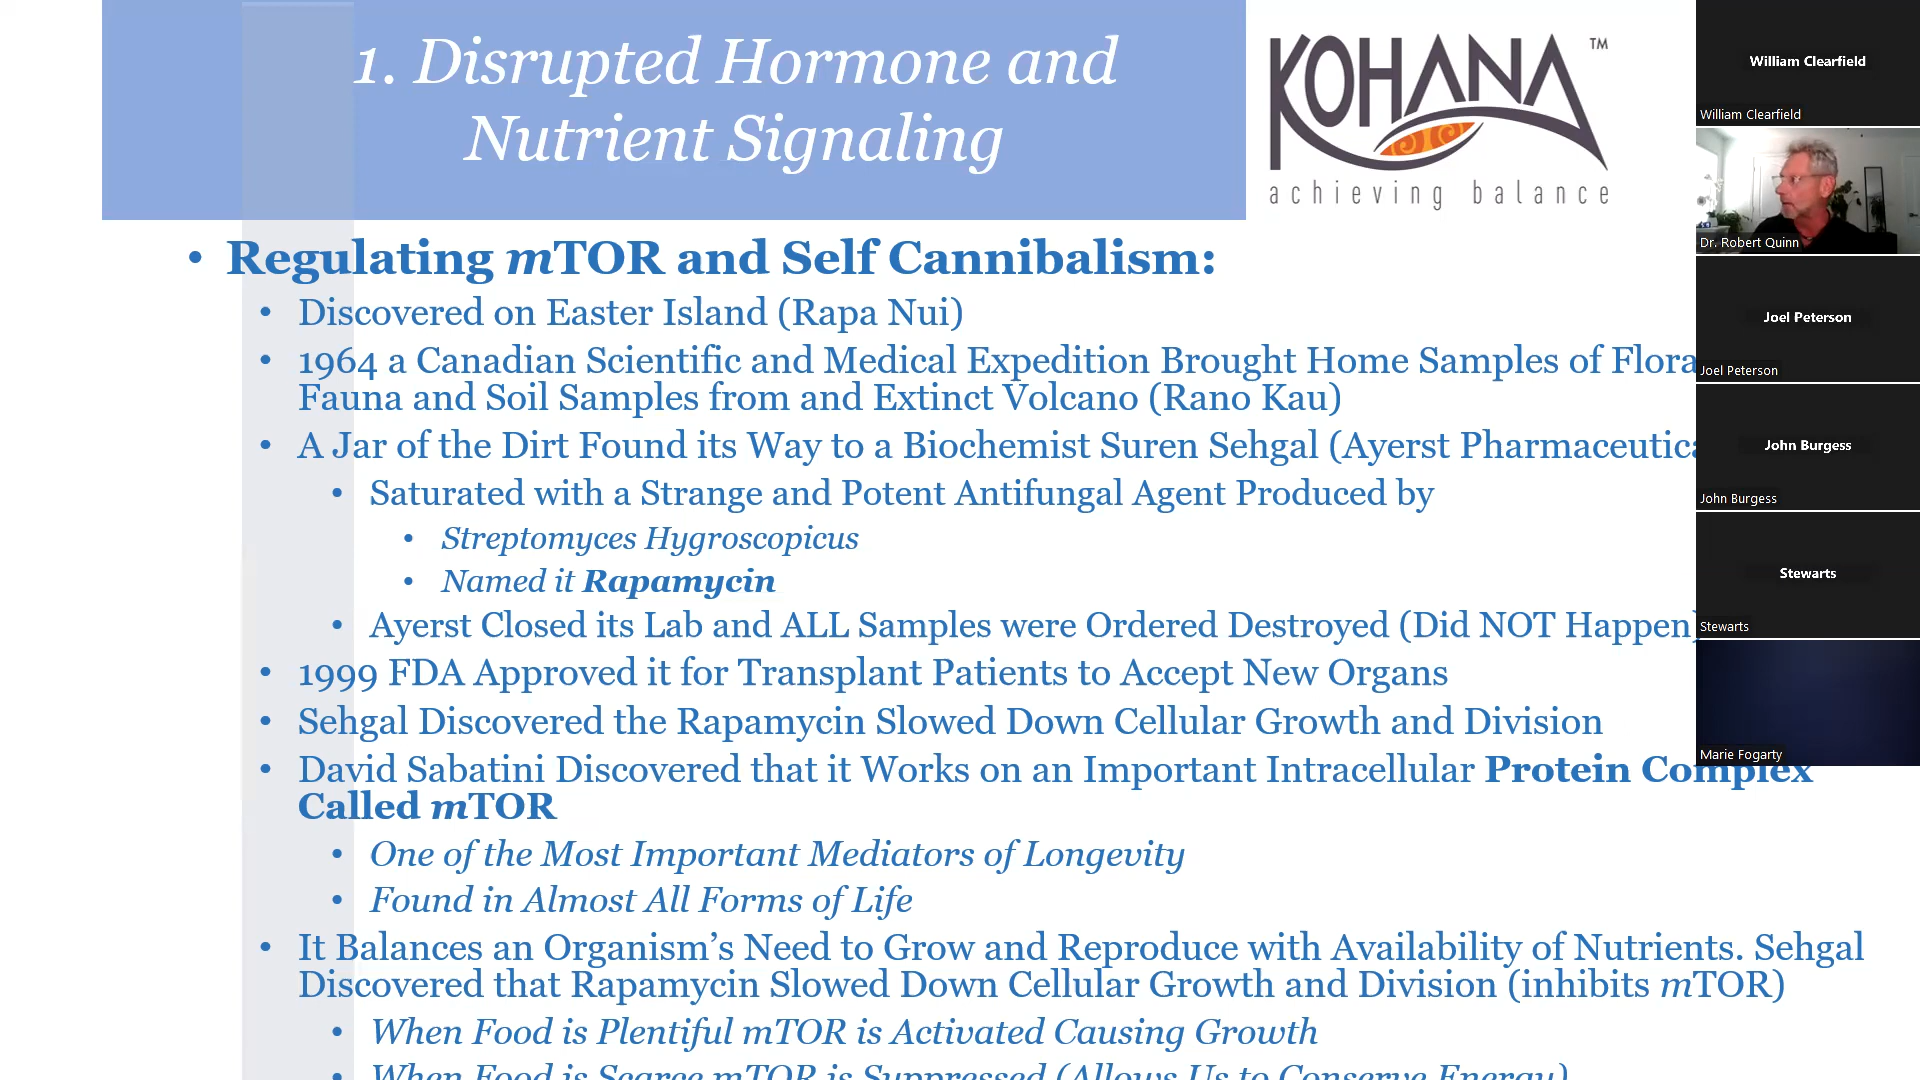 1. Disrupted Hormone and
Nutrient Signaling
KOHANA™
achieving balance
• Regulating mTOR and Self Cannibalism:
• Discovered on Easter Island (Rapa Nui)
• 1964 a Canadian Scientific and Medical Expedition Brought Home Samples of Flora
Fauna and Soil Samples from and Extinct Volcano (Rano Kau)
• A Jar of the Dirt Found its Way to a Biochemist Suren Sehgal (Ayerst
• Saturated with a Strange and Potent Antifungal Agent Produced by
• Streptomyces Hygroscopicus
• Named it Rapamycin
• Ayerst Closed its Lab and ALL Samples were Ordered Destroyed (Did NOT Happen)
• 1999 FDA Approved it for Transplant Patients to Accept New Organs
• Sehgal Discovered the Rapamycin Slowed Down Cellular Growth and Division
• David Sabatini Discovered that it Works on an Important Intracellular Protein Complex
Called mTOR
• One of the Most Important Mediators of Longevity
• Found in Almost All Forms of Life
• It Balances an Organism’s Need to Grow and Reproduce with Availability of Nutrients. Sehgal
Discovered that Rapamycin Slowed Down Cellular Growth and Division (inhibits mTOR)
• When Food is Plentiful mTOR is Activated Causing Growth
• When Food is Scarce mTOR is Suppressed (Allows Us to Conserve Energy)
William Clearfield
William Clearfield
Dr. Robert Quinn
Joel Peterson
Joel Peterson
John Burgess
John Burgess
Stewarts
Stewarts
Marie Fogarty